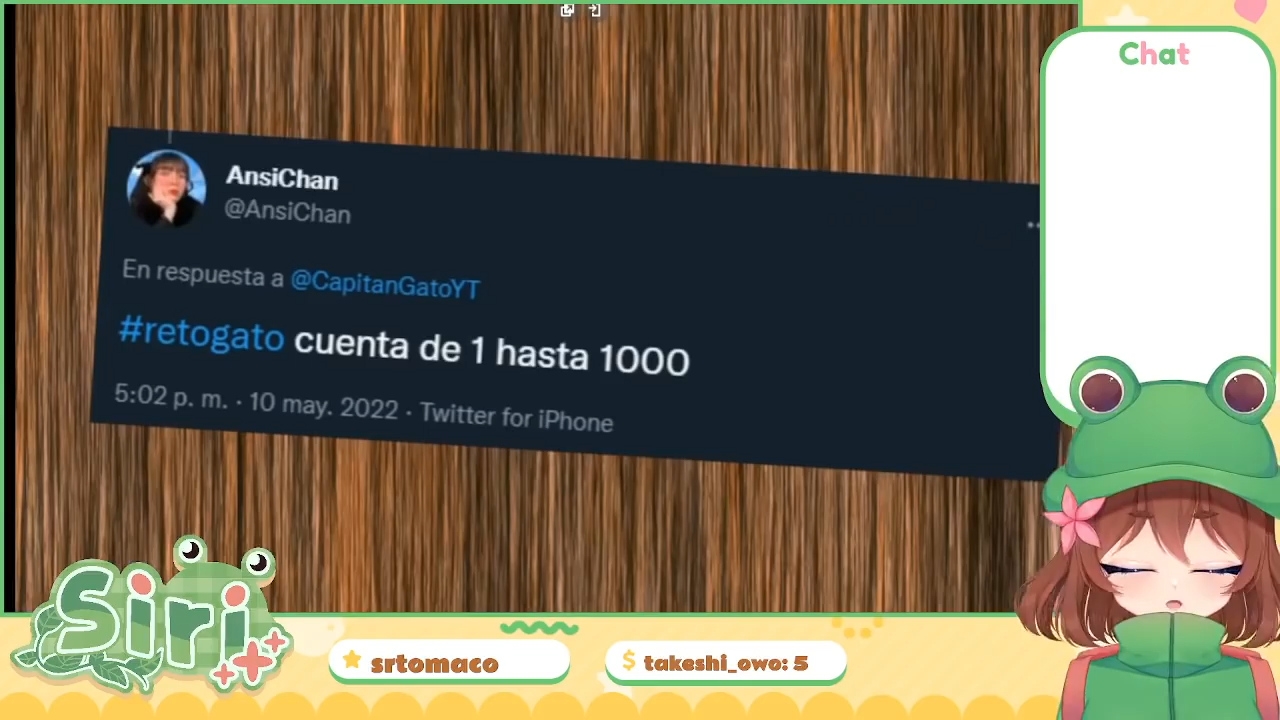 Chat
AnsiChan
@AnsiChan
En respuesta a @CapitanGatoYT
#retogato cuenta de 1 hasta 1000
5:02 p. m. · 10 may. 2022 · Twitter for iPhone
Siri
srtomaco
$ takeshi_owo: 5